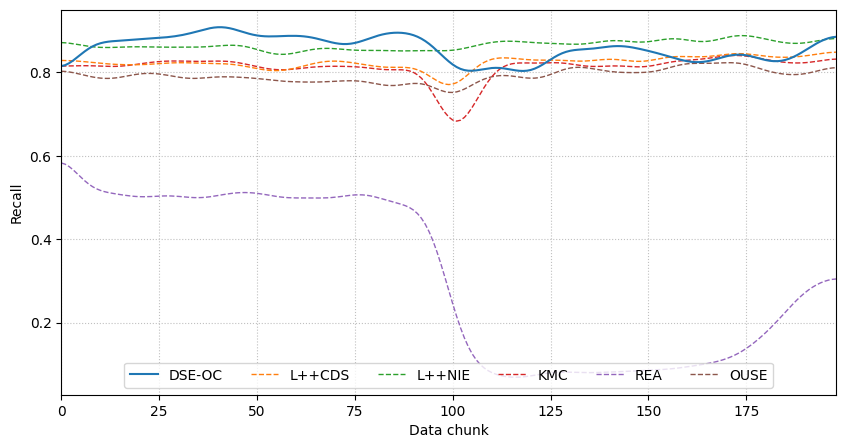 Recall
0.8
0.6
0.4
0.2
DSE-OC L++CDS L++NIE KMC REA OUSE
0 25 50 75 100 125 150 175
Data chunk